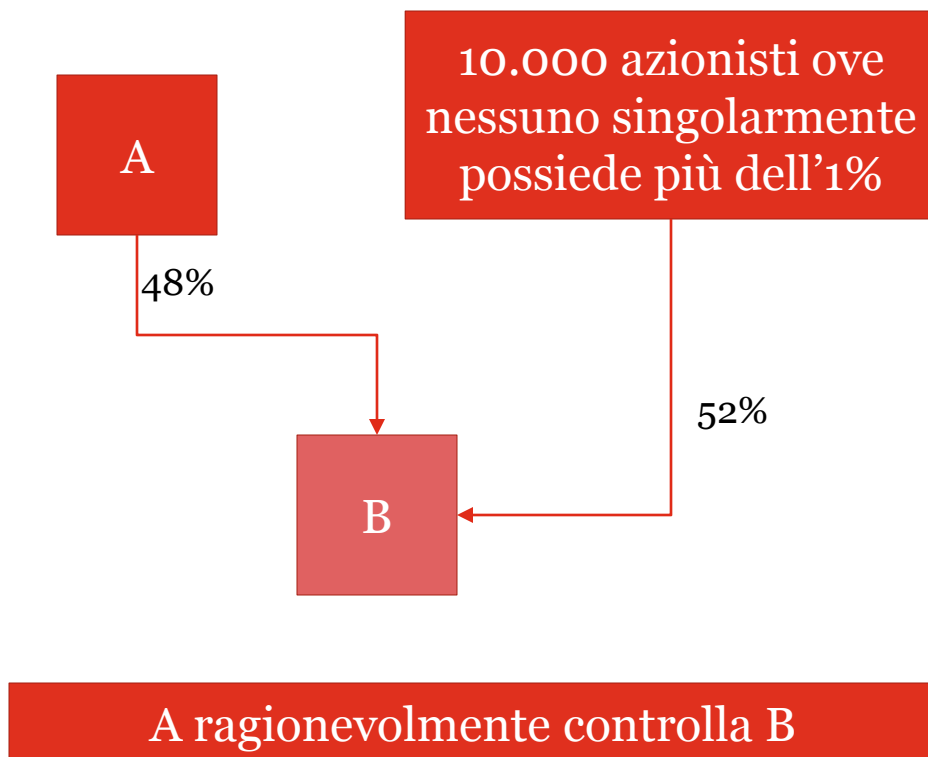 10.000 azionisti ove
nessuno singolarmente
possiede più dell’1%
A
48%
52%
B
A ragionevolmente controlla B